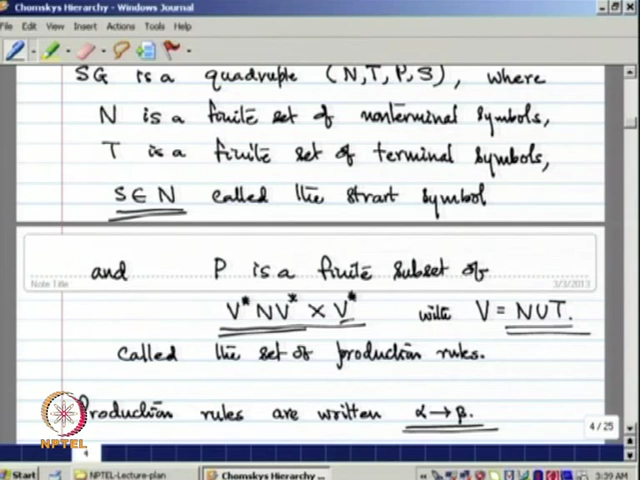 Chomskys Hierarchy - Windows Journal
File Edit View Insert Actions Tools Help
SG is a quadruple (N,T,P,S), where
N is a finite set of nonterminal symbols,
T is a finite set of terminal symbols,
S ∈ N called the strart symbol
and P is a finite subset of
Note Title 3/3/2013
V* N V* × V* with V = N ∪ T.
called the set of production rules.
Production rules are written α → β.
NPTEL
4 / 25
4
Start NPTEL-Lecture-plan Chomskys Hierarchy - ... 3:39 AM